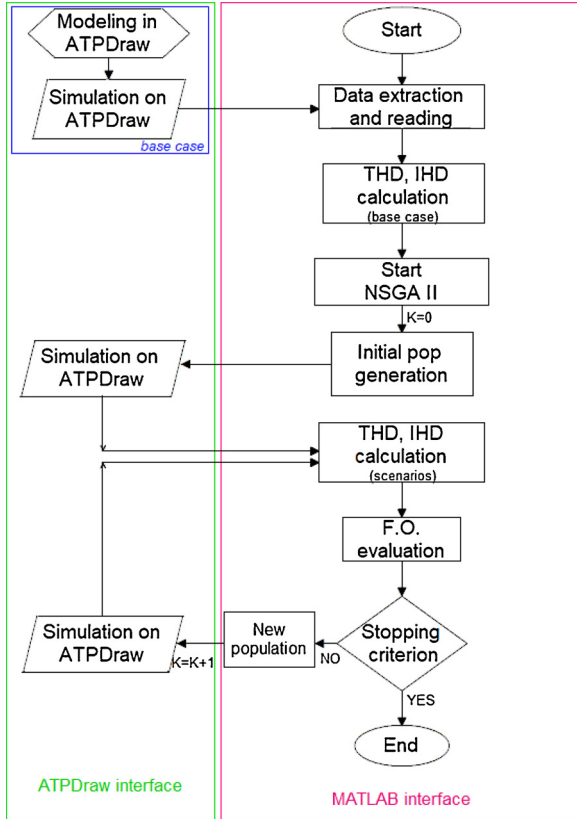 Modeling in
ATPDraw
Start
Simulation on
ATPDraw
base case
Data extraction
and reading
THD, IHD
calculation
(base case)
Start
NSGA II
K=0
Simulation on
ATPDraw
Initial pop
generation
THD, IHD
calculation
(scenarios)
F.O.
evaluation
Simulation on
ATPDraw
K=K+1
New
population
NO
Stopping
criterion
YES
End
ATPDraw interface
MATLAB interface